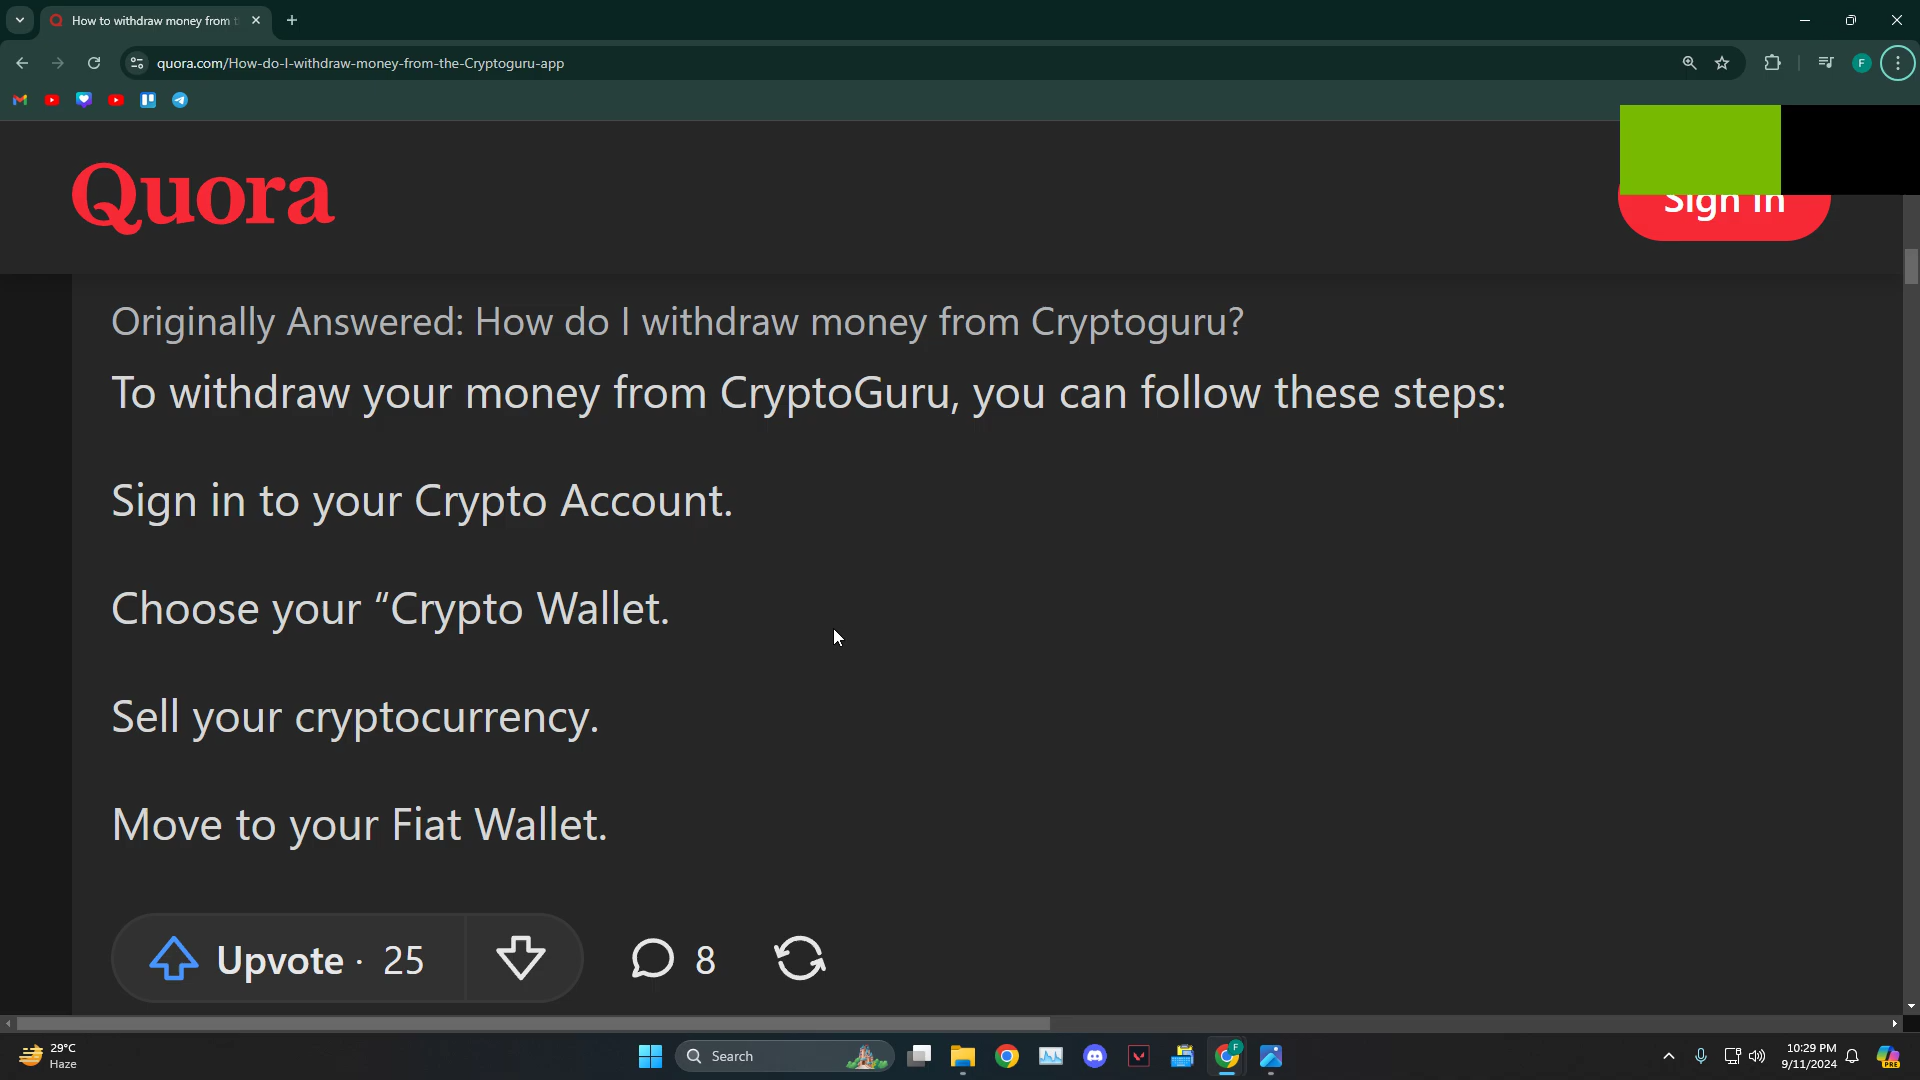 How to withdraw money from
quora.com/How-do-I-withdraw-money-from-the-Cryptoguru-app
F
Quora
Sign In
Originally Answered: How do I withdraw money from Cryptoguru?
To withdraw your money from CryptoGuru, you can follow these steps:
Sign in to your Crypto Account.
Choose your “Crypto Wallet.
Sell your cryptocurrency.
Move to your Fiat Wallet.
Upvote · 25
8
29°C
Haze
Search
F
10:29 PM
9/11/2024
PRE